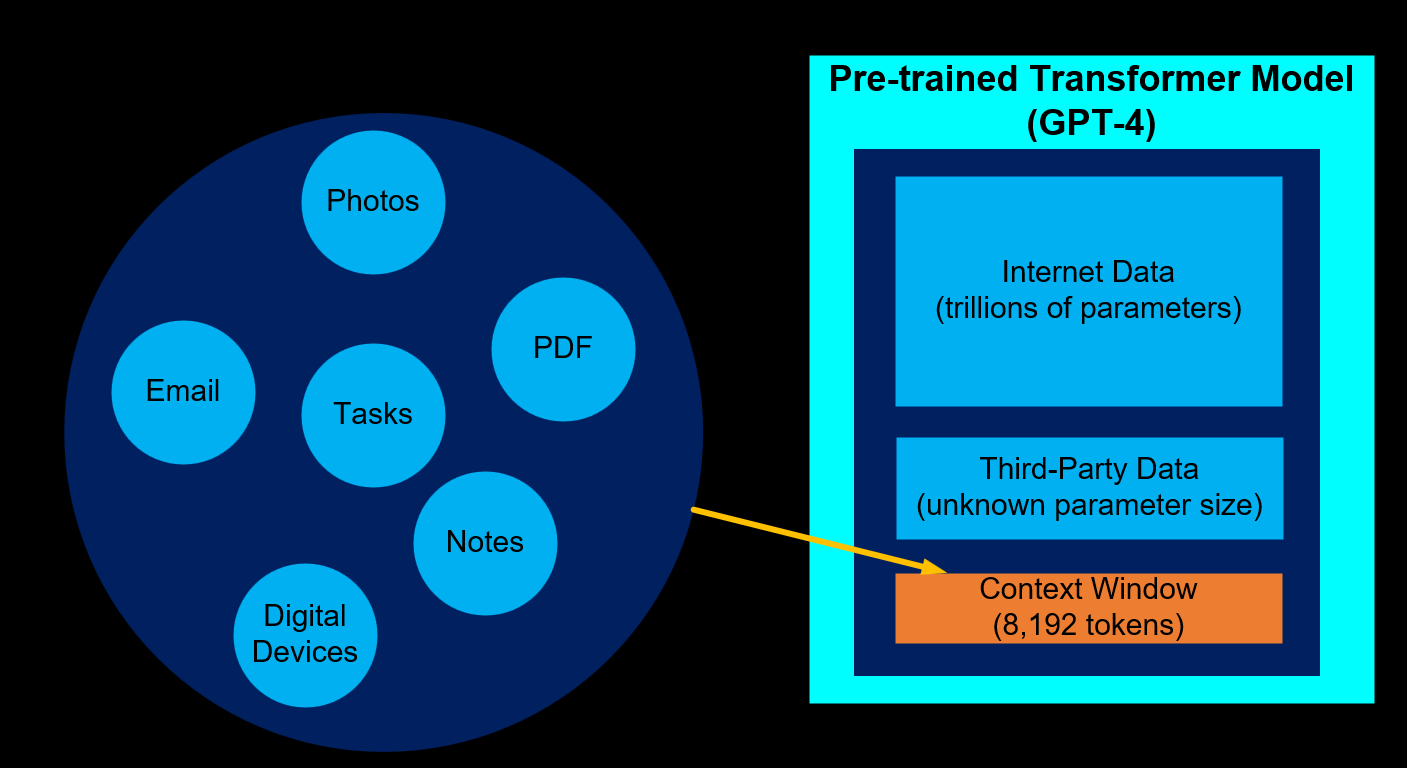 Pre-trained Transformer Model
(GPT-4)
Photos
Email
Tasks
PDF
Notes
Digital
Devices
Internet Data
(trillions of parameters)
Third-Party Data
(unknown parameter size)
Context Window
(8,192 tokens)